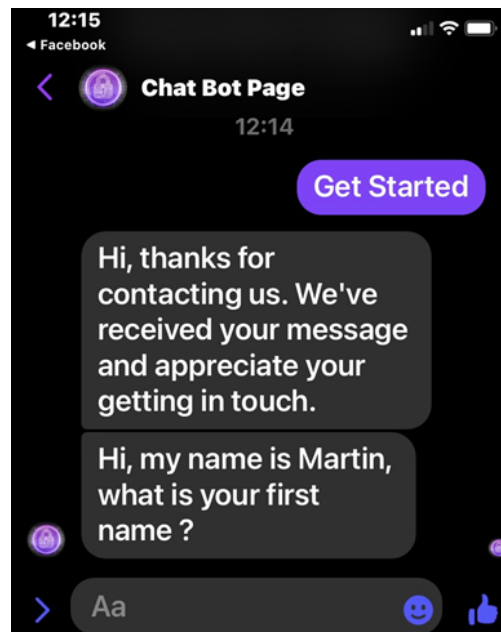 12:15
◄ Facebook
Chat Bot Page
12:14
Get Started
Hi, thanks for
contacting us. We've
received your message
and appreciate your
getting in touch.
Hi, my name is Martin,
what is your first
name ?
Aa